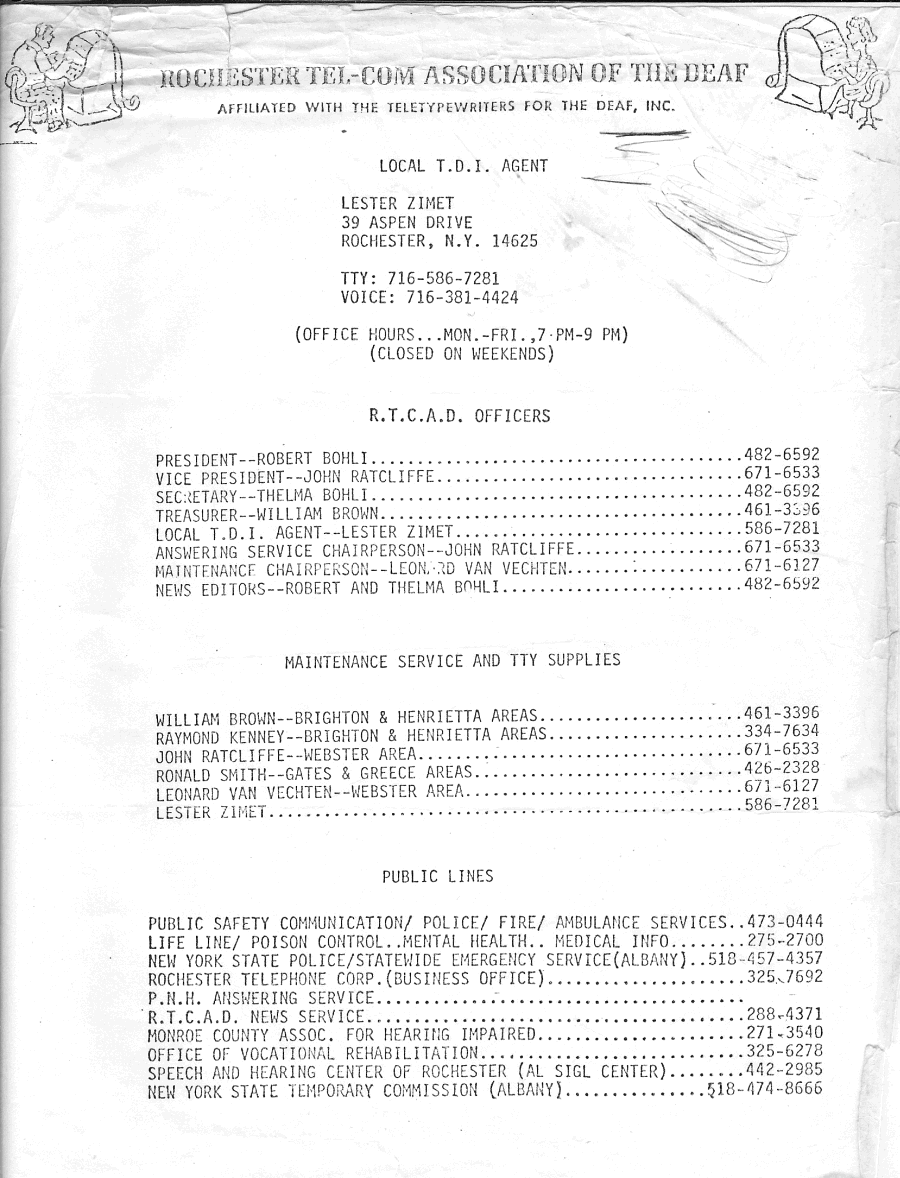 ROCHESTER TEL-COM ASSOCIATION OF THE DEAF
AFFILIATED WITH THE TELETYPEWRITERS FOR THE DEAF, INC.
LOCAL T.D.I. AGENT
LESTER ZIMET
39 ASPEN DRIVE
ROCHESTER, N.Y. 14625
TTY: 716-586-7281
VOICE: 716-381-4424
(OFFICE HOURS...MON.-FRI.,7 PM-9 PM)
(CLOSED ON WEEKENDS)
R.T.C.A.D. OFFICERS
PRESIDENT--ROBERT BOHLI........................................482-6592
VICE PRESIDENT--JOHN RATCLIFFE.................................671-6533
SECRETARY--THELMA BOHLI........................................482-6592
TREASURER--WILLIAM BROWN.......................................461-3396
LOCAL T.D.I. AGENT--LESTER ZIMET...............................586-7281
ANSWERING SERVICE CHAIRPERSON--JOHN RATCLIFFE..................671-6533
MAINTENANCE CHAIRPERSON--LEONARD VAN VECHTEN...................671-6127
NEWS EDITORS--ROBERT AND THELMA BOHLI..........................482-6592
MAINTENANCE SERVICE AND TTY SUPPLIES
WILLIAM BROWN--BRIGHTON & HENRIETTA AREAS......................461-3396
RAYMOND KENNEY--BRIGHTON & HENRIETTA AREAS.....................334-7634
JOHN RATCLIFFE--WEBSTER AREA...................................671-6533
RONALD SMITH--GATES & GREECE AREAS.............................426-2328
LEONARD VAN VECHTEN--WEBSTER AREA..............................671-6127
LESTER ZIMET...................................................586-7281
PUBLIC LINES
PUBLIC SAFETY COMMUNICATION/ POLICE/ FIRE/ AMBULANCE SERVICES..473-0444
LIFE LINE/ POISON CONTROL..MENTAL HEALTH.. MEDICAL INFO........275-2700
NEW YORK STATE POLICE/STATEWIDE EMERGENCY SERVICE(ALBANY)..518-457-4357
ROCHESTER TELEPHONE CORP.(BUSINESS OFFICE).....................325-7692
P.N.H. ANSWERING SERVICE........................................
R.T.C.A.D. NEWS SERVICE........................................288-4371
MONROE COUNTY ASSOC. FOR HEARING IMPAIRED......................271-3540
OFFICE OF VOCATIONAL REHABILITATION............................325-6278
SPEECH AND HEARING CENTER OF ROCHESTER (AL SIGL CENTER)........442-2985
NEW YORK STATE TEMPORARY COMMISSION (ALBANY)...............518-474-8666